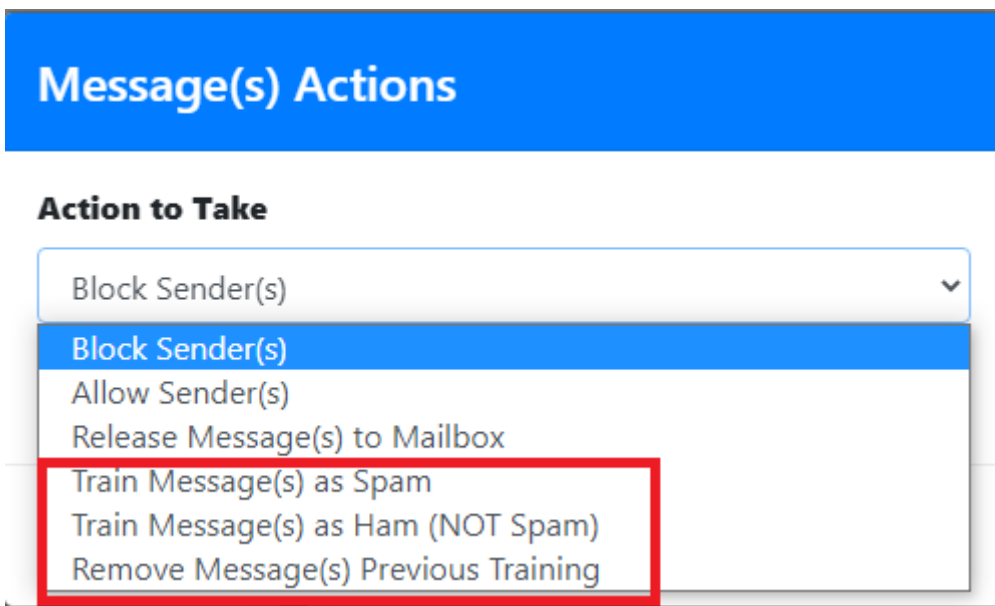 Message(s) Actions
Action to Take
Block Sender(s)
Block Sender(s)
Allow Sender(s)
Release Message(s) to Mailbox
Train Message(s) as Spam
Train Message(s) as Ham (NOT Spam)
Remove Message(s) Previous Training